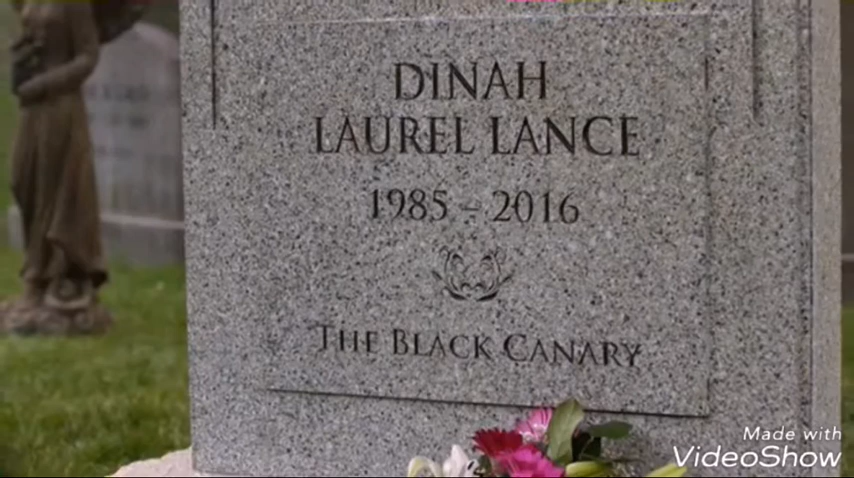 DINAH
LAUREL LANCE
1985 – 2016
THE BLACK CANARY
Made with
VideoShow